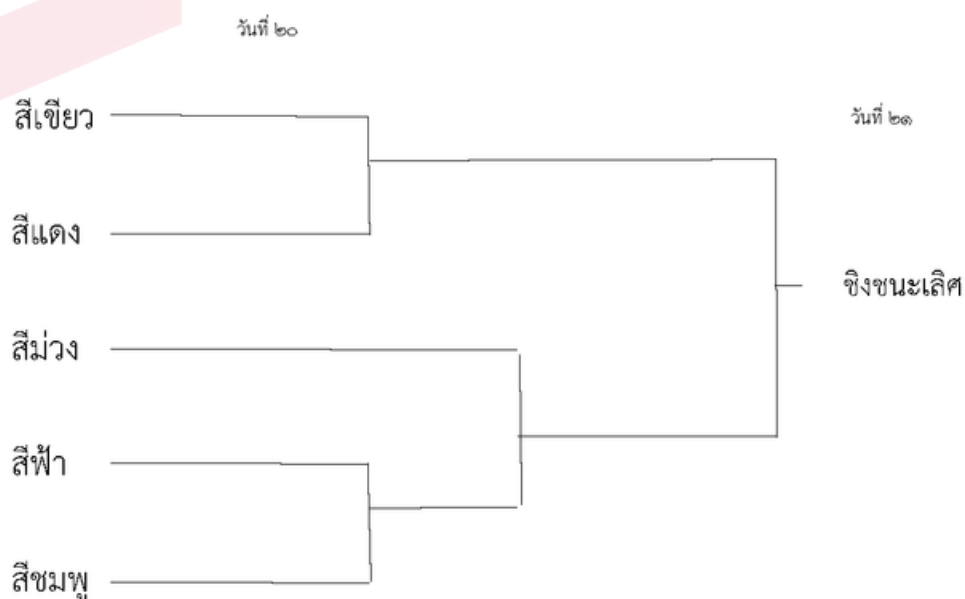 วันที่ ๒๐
สีเขียว
วันที่ ๒๑
สีแดง
ชิงชนะเลิศ
สีม่วง
สีฟ้า
สีชมพู